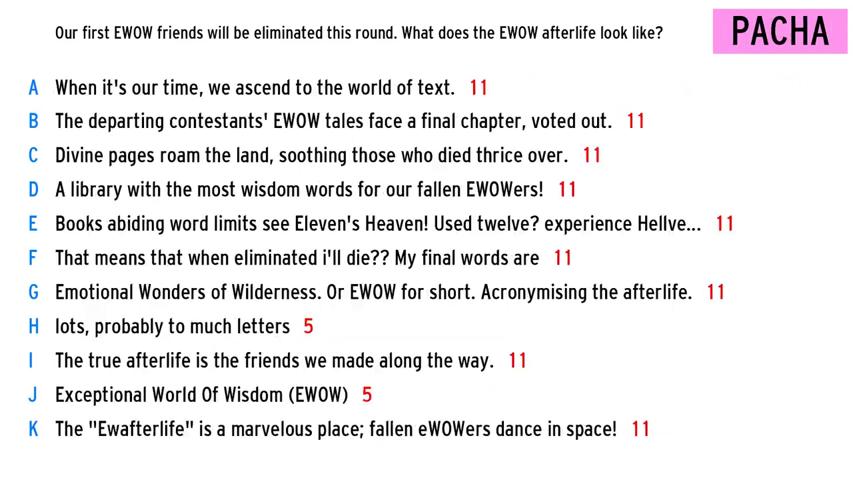 Our first EWOW friends will be eliminated this round. What does the EWOW afterlife look like?
PACHA
A When it's our time, we ascend to the world of text. 11
B The departing contestants' EWOW tales face a final chapter, voted out. 11
C Divine pages roam the land, soothing those who died thrice over. 11
D A library with the most wisdom words for our fallen EWOWers! 11
E Books abiding word limits see Eleven's Heaven! Used twelve? experience Hellve... 11
F That means that when eliminated i'll die?? My final words are 11
G Emotional Wonders of Wilderness. Or EWOW for short. Acronymising the afterlife. 11
H lots, probably to much letters 5
I The true afterlife is the friends we made along the way. 11
J Exceptional World Of Wisdom (EWOW) 5
K The "Ewafterlife" is a marvelous place; fallen eWOWers dance in space! 11